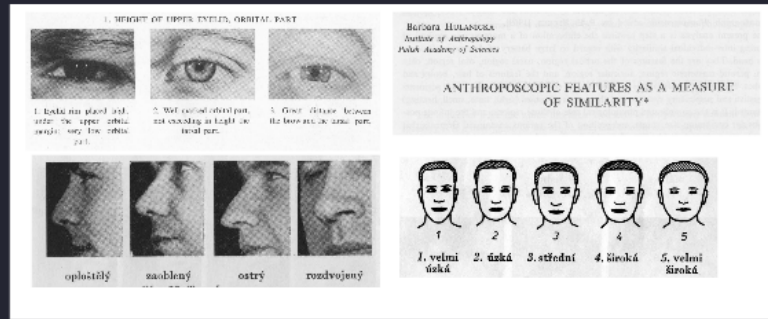 1. HEIGHT OF UPPER EYELID, ORBITAL PART
1. Eyelid rim placed high,
under the upper orbital
margin; very low orbital
part.
2. Well marked orbital part,
not exceeding in height the
tarsal part.
3. Great distance between
the brow and the tarsal part.
oploštělý
zaoblený
ostrý
rozdvojený
Barbara HULANICKA
Institute of Anthropology
Polish Academy of Sciences
ANTHROPOSCOPIC FEATURES AS A MEASURE
OF SIMILARITY*
1 2 3 4 5
1. velmi
úzká
2. úzká
3. střední
4. široká
5. velmi
široká